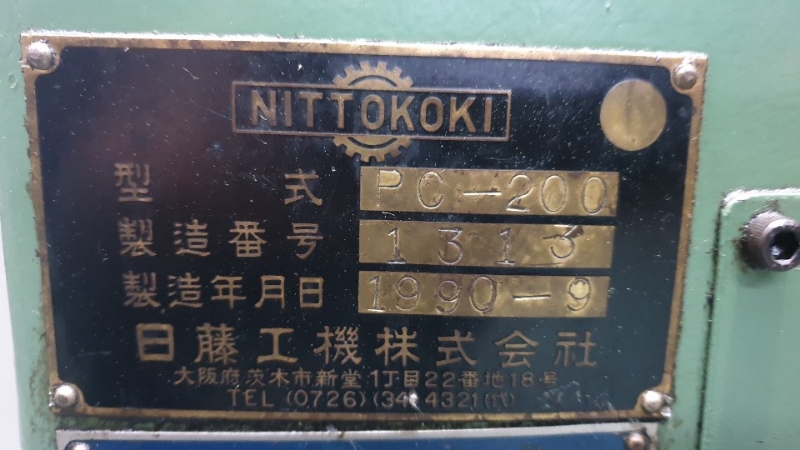 NITTOKOKI
型式 PC-200
製造番号 1313
製造年月日 1990-9
日藤工機株式会社
大阪府茨木市新堂1丁目22番地18号
TEL (0726)(34)4321(代)